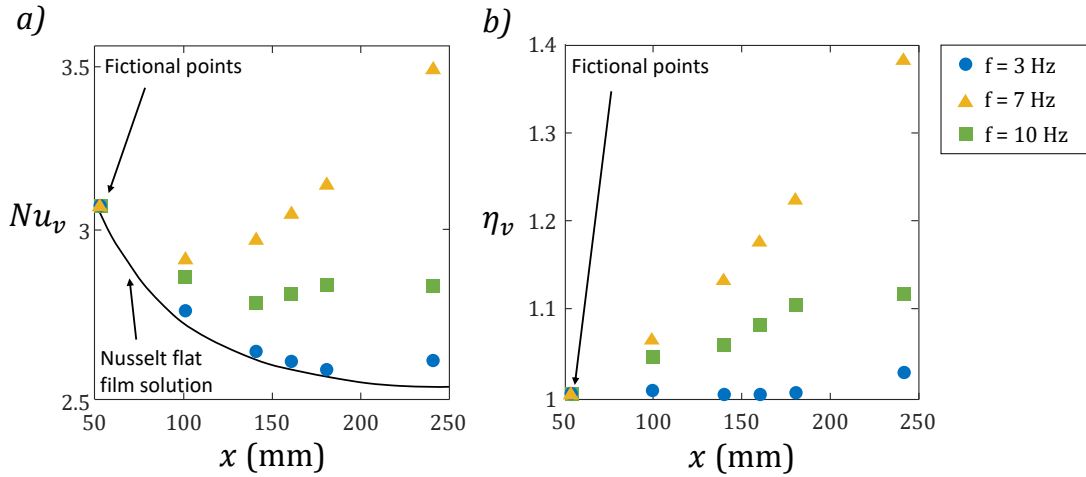 a)
3.5
3
2.5
Nu_v
Fictional points
Nusselt flat
film solution
50
100
150
200
250
x (mm)
b)
1.4
1.3
1.2
1.1
1
η_v
Fictional points
50
100
150
200
250
x (mm)
f = 3 Hz
f = 7 Hz
f = 10 Hz